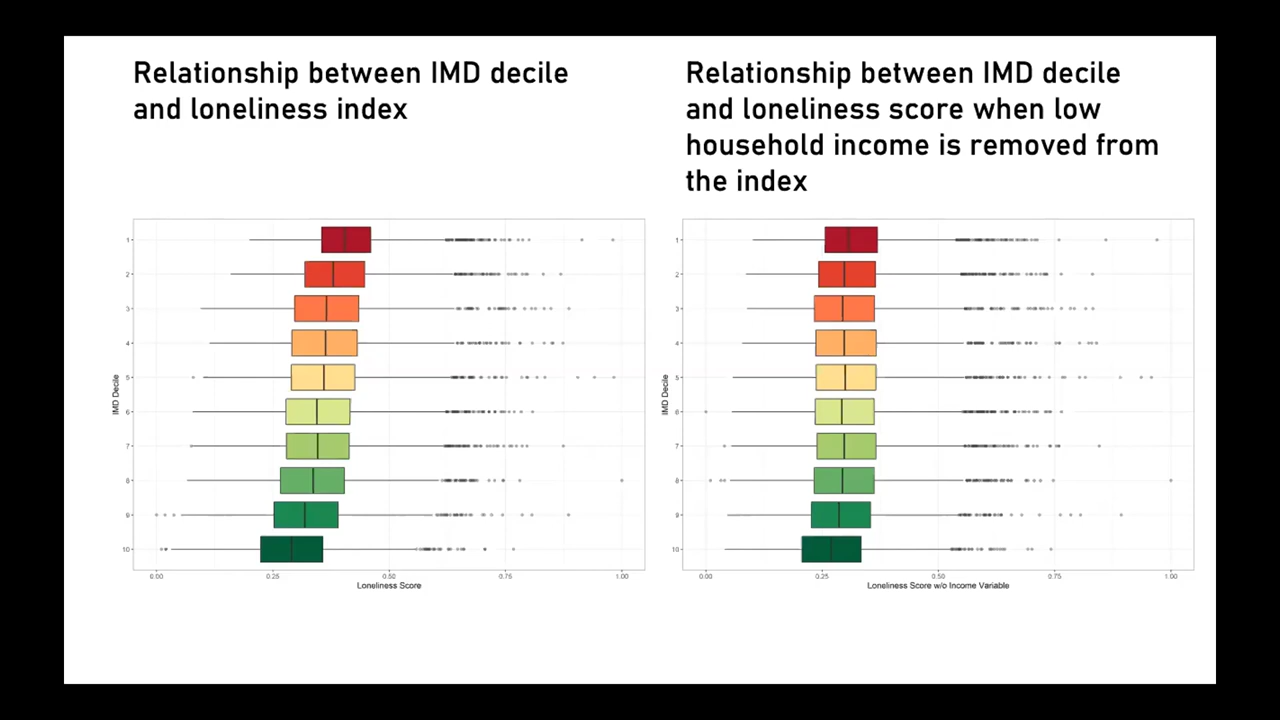 Relationship between IMD decile
and loneliness index
Relationship between IMD decile
and loneliness score when low
household income is removed from
the index
IMD Decile
1
2
3
4
5
6
7
8
9
10
0.00 0.25 0.50 0.75 1.00
Loneliness Score
IMD Decile
1
2
3
4
5
6
7
8
9
10
0.00 0.25 0.50 0.75 1.00
Loneliness Score w/o Income Variable